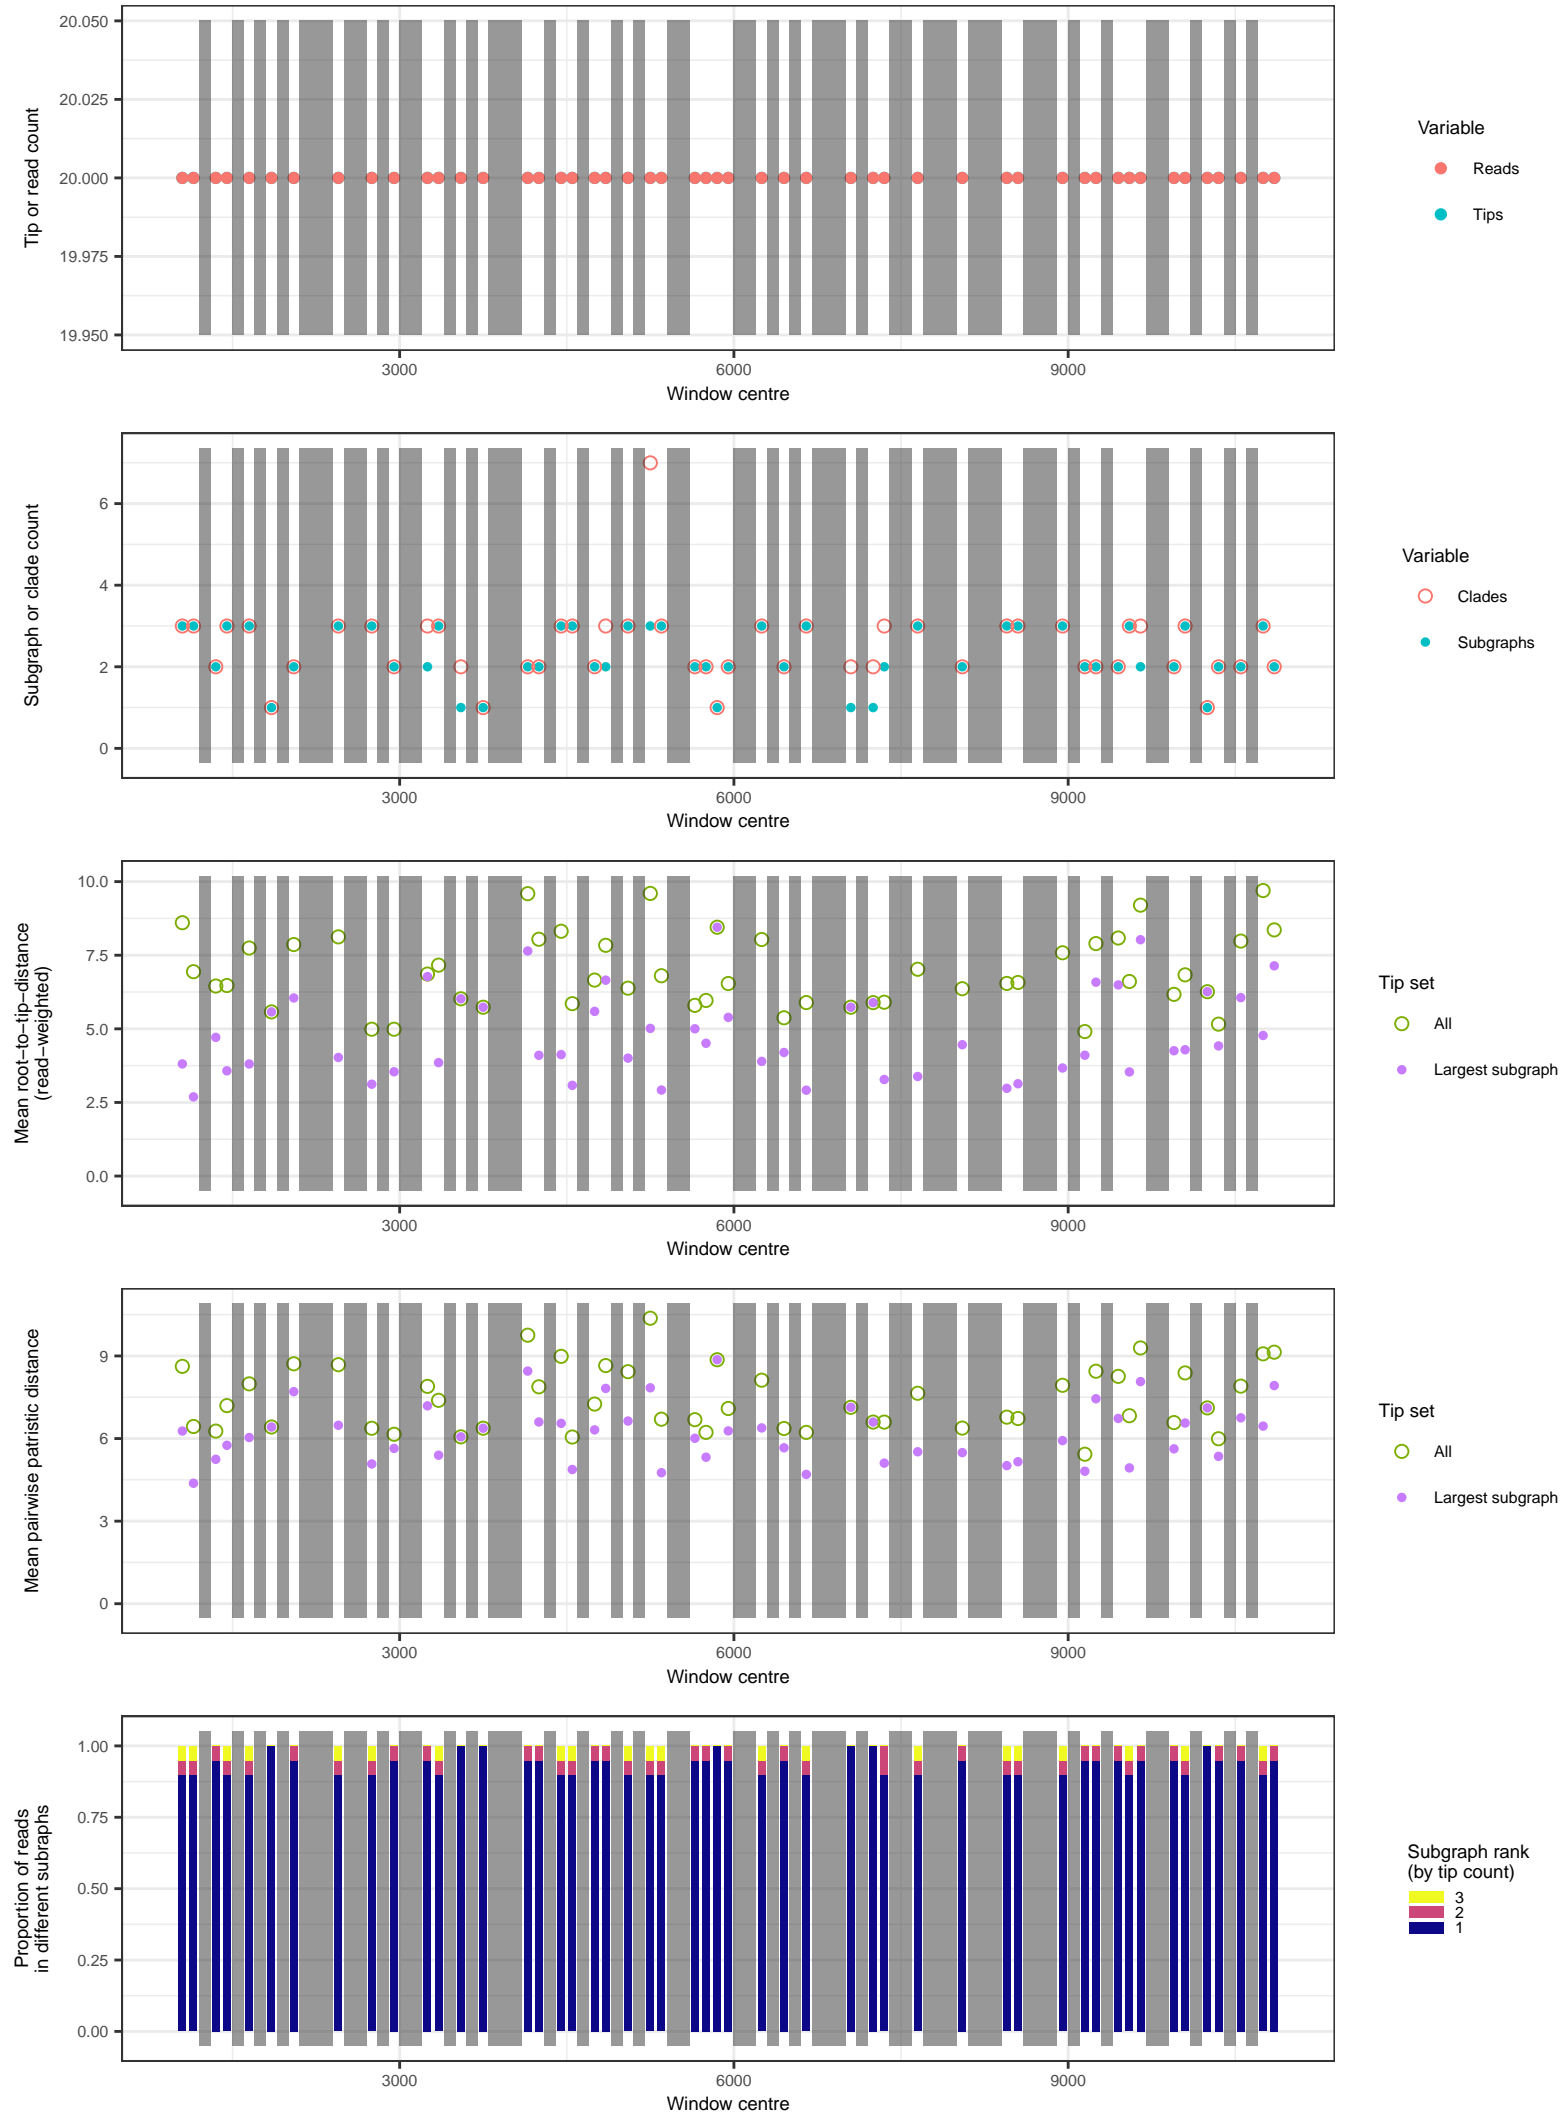 20.050
20.025
20.000
19.975
19.950
Tip or read count
3000 6000 9000
Window centre
Variable
Reads
Tips
6
4
2
0
Subgraph or clade count
3000 6000 9000
Window centre
Variable
Clades
Subgraphs
10.0
7.5
5.0
2.5
0.0
Mean root−to−tip−distance
(read−weighted)
3000 6000 9000
Window centre
Tip set
All
Largest subgraph
9
6
3
0
Mean pairwise patristic distance
3000 6000 9000
Window centre
Tip set
All
Largest subgraph
1.00
0.75
0.50
0.25
0.00
Proportion of reads
in different subraphs
3000 6000 9000
Window centre
Subgraph rank
(by tip count)
3
2
1